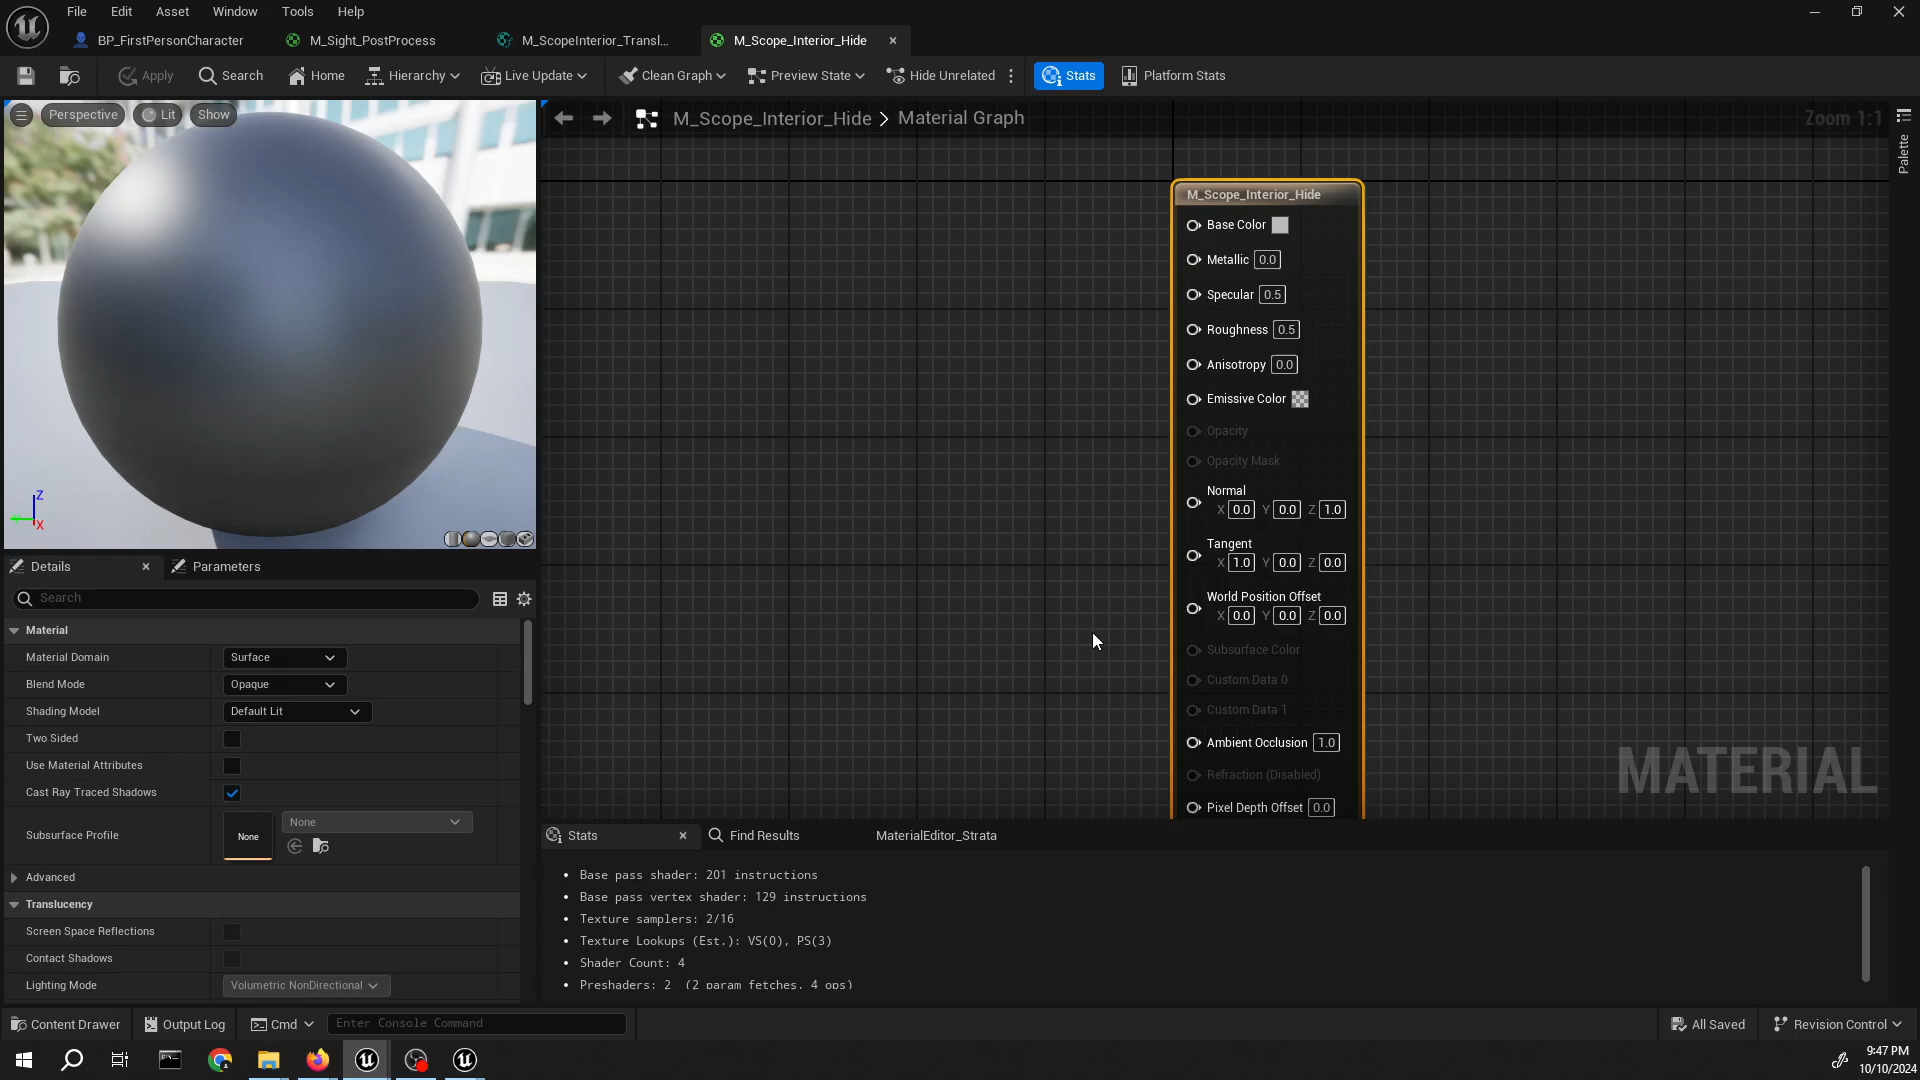 File Edit Asset Window Tools Help
BP_FirstPersonCharacter M_Sight_PostProcess M_ScopeInterior_Transl... M_Scope_Interior_Hide
Apply Search Home Hierarchy Live Update Clean Graph Preview State Hide Unrelated Stats Platform Stats
Perspective Lit Show
M_Scope_Interior_Hide > Material Graph
Zoom 1:1
Palette
M_Scope_Interior_Hide
Base Color
Metallic 0.0
Specular 0.5
Roughness 0.5
Anisotropy 0.0
Emissive Color
Opacity
Opacity Mask
Normal
X 0.0 Y 0.0 Z 1.0
Tangent
X 1.0 Y 0.0 Z 0.0
World Position Offset
X 0.0 Y 0.0 Z 0.0
Subsurface Color
Custom Data 0
Custom Data 1
Ambient Occlusion 1.0
Refraction (Disabled)
Pixel Depth Offset 0.0
MATERIAL
Z
X
Details Parameters
Search
Material
Material Domain Surface
Blend Mode Opaque
Shading Model Default Lit
Two Sided
Use Material Attributes
Cast Ray Traced Shadows
Subsurface Profile None None
Advanced
Translucency
Screen Space Reflections
Contact Shadows
Lighting Mode Volumetric NonDirectional
Stats Find Results MaterialEditor_Strata
• Base pass shader: 201 instructions
• Base pass vertex shader: 129 instructions
• Texture samplers: 2/16
• Texture Lookups (Est.): VS(0), PS(3)
• Shader Count: 4
• Preshaders: 2 (2 param fetches, 4 ops)
Content Drawer Output Log Cmd Enter Console Command All Saved Revision Control
9:47 PM
10/10/2024